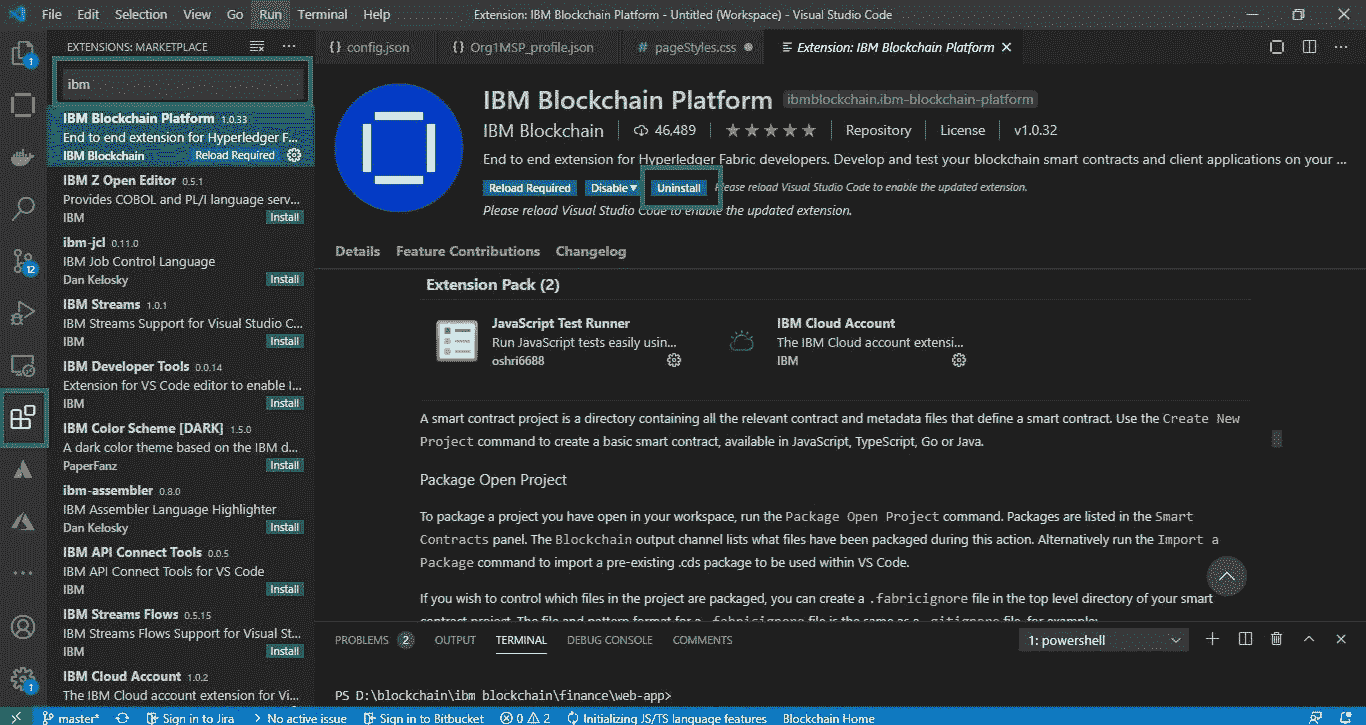 File Edit Selection View Go Run Terminal Help Extension: IBM Blockchain Platform - Untitled (Workspace) - Visual Studio Code
EXTENSIONS: MARKETPLACE
config.json
Org1MSP_profile.json
pageStyles.css
Extension: IBM Blockchain Platform
1
ibm
IBM Blockchain Platform 1.0.33
End to end extension for Hyperledger F...
IBM Blockchain Reload Required
IBM Z Open Editor 0.5.1
Provides COBOL and PL/I language serv...
IBM Install
ibm-jcl 0.11.0
IBM Job Control Language
Dan Kelosky Install
IBM Streams 1.0.1
IBM Streams Support for Visual Studio C...
IBM Install
IBM Developer Tools 0.0.14
Extension for VS Code editor to enable I...
IBM Install
IBM Color Scheme [DARK] 1.5.0
A dark color theme based on the IBM d...
PaperFanz Install
ibm-assembler 0.8.0
IBM Assembler Language Highlighter
Dan Kelosky Install
IBM API Connect Tools 0.0.5
IBM API Connect Tools for VS Code
IBM Install
IBM Streams Flows 0.5.15
IBM Streams Flows Support for Visual St...
IBM Install
IBM Cloud Account 1.0.2
The IBM Cloud account extension for Vi...
12
1
IBM Blockchain Platform ibmblockchain.ibm-blockchain-platform
IBM Blockchain 46,489 Repository License v1.0.32
End to end extension for Hyperledger Fabric developers. Develop and test your blockchain smart contracts and client applications on your ...
Reload Required Disable Uninstall Please reload Visual Studio Code to enable the updated extension.
Please reload Visual Studio Code to enable the updated extension.
Details Feature Contributions Changelog
Extension Pack (2)
JavaScript Test Runner
Run JavaScript tests easily usin...
oshri6688
IBM Cloud Account
The IBM Cloud account extensi...
IBM
A smart contract project is a directory containing all the relevant contract and metadata files that define a smart contract. Use the Create New
Project command to create a basic smart contract, available in JavaScript, TypeScript, Go or Java.
Package Open Project
To package a project you have open in your workspace, run the Package Open Project command. Packages are listed in the Smart
Contracts panel. The Blockchain output channel lists what files have been packaged during this action. Alternatively run the Import a
Package command to import a pre-existing .cds package to be used within VS Code.
If you wish to control which files in the project are packaged, you can create a .fabricignore file in the top level directory of your smart
contract project. The file and pattern format for a .fabricignore file is the same as a .gitignore file, for example:
PROBLEMS 2 OUTPUT TERMINAL DEBUG CONSOLE COMMENTS 1: powershell
PS D:\blockchain\ibm blockchain\finance\web-app>
master* Sign in to Jira No active issue Sign in to Bitbucket 0 2 Initializing JS/TS language features Blockchain Home